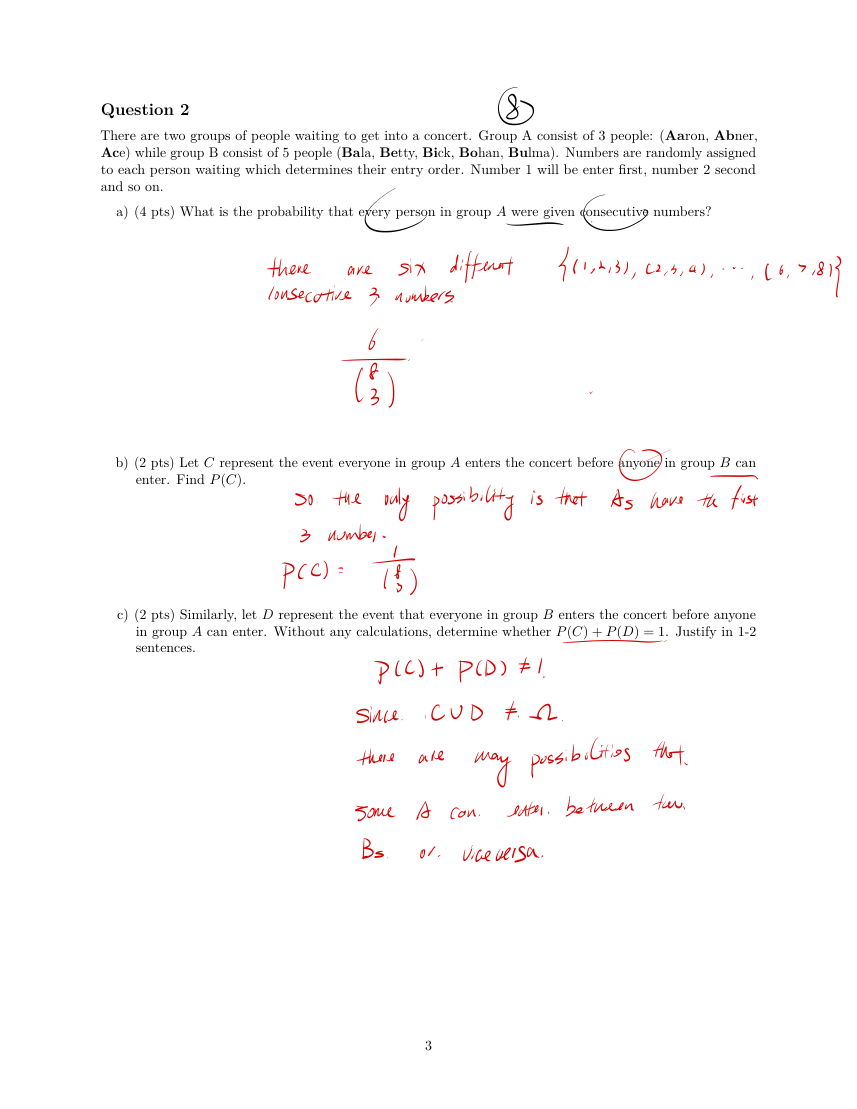 Question 2
8
There are two groups of people waiting to get into a concert. Group A consist of 3 people: (Aaron, Abner,
Ace) while group B consist of 5 people (Bala, Betty, Bick, Bohan, Bulma). Numbers are randomly assigned
to each person waiting which determines their entry order. Number 1 will be enter first, number 2 second
and so on.
a) (4 pts) What is the probability that every person in group A were given consecutive numbers?
there are six different {(1,2,3), (2,3,4), ..., (6,7,8)}
consecutive 3 numbers
6
(8
3)
b) (2 pts) Let C represent the event everyone in group A enters the concert before anyone in group B can
enter. Find P(C).
So the only possibility is that As have the first
3 number.
P(C) = 1
(8
3)
c) (2 pts) Similarly, let D represent the event that everyone in group B enters the concert before anyone
in group A can enter. Without any calculations, determine whether P(C) + P(D) = 1. Justify in 1-2
sentences.
P(C) + P(D) ≠ 1.
Since. C∪D ≠ Ω.
there are may possibilities that.
some A can. enter. between two.
Bs. or. viceversa.
3